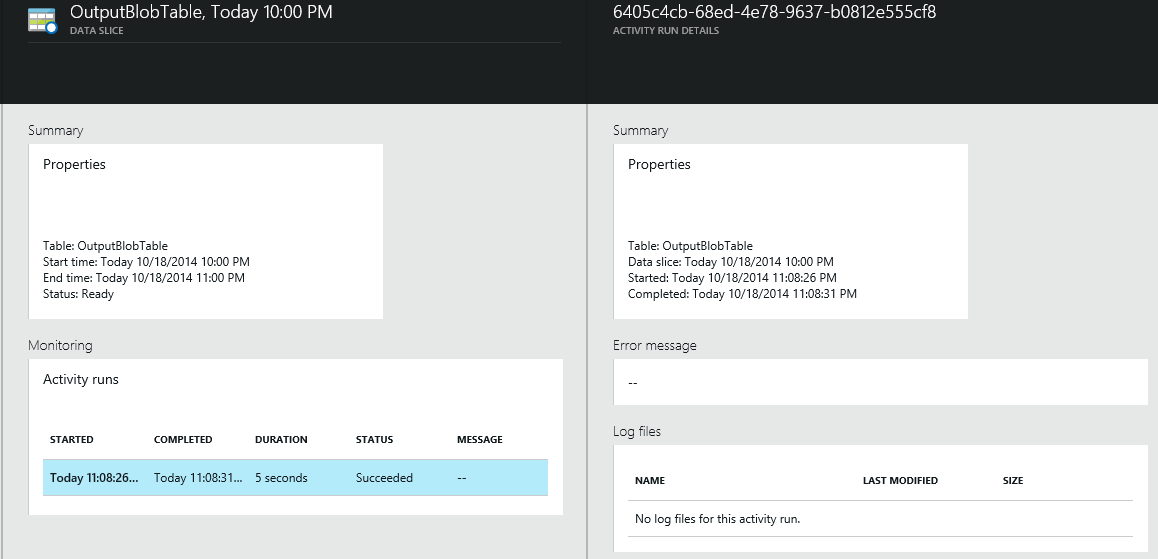 OutputBlobTable, Today 10:00 PM
DATA SLICE
Summary
Properties
Table: OutputBlobTable
Start time: Today 10/18/2014 10:00 PM
End time: Today 10/18/2014 11:00 PM
Status: Ready
Monitoring
Activity runs
STARTED COMPLETED DURATION STATUS MESSAGE
Today 11:08:26... Today 11:08:31... 5 seconds Succeeded --
6405c4cb-68ed-4e78-9637-b0812e555cf8
ACTIVITY RUN DETAILS
Summary
Properties
Table: OutputBlobTable
Data slice: Today 10/18/2014 10:00 PM
Started: Today 10/18/2014 11:08:26 PM
Completed: Today 10/18/2014 11:08:31 PM
Error message
--
Log files
NAME LAST MODIFIED SIZE
No log files for this activity run.